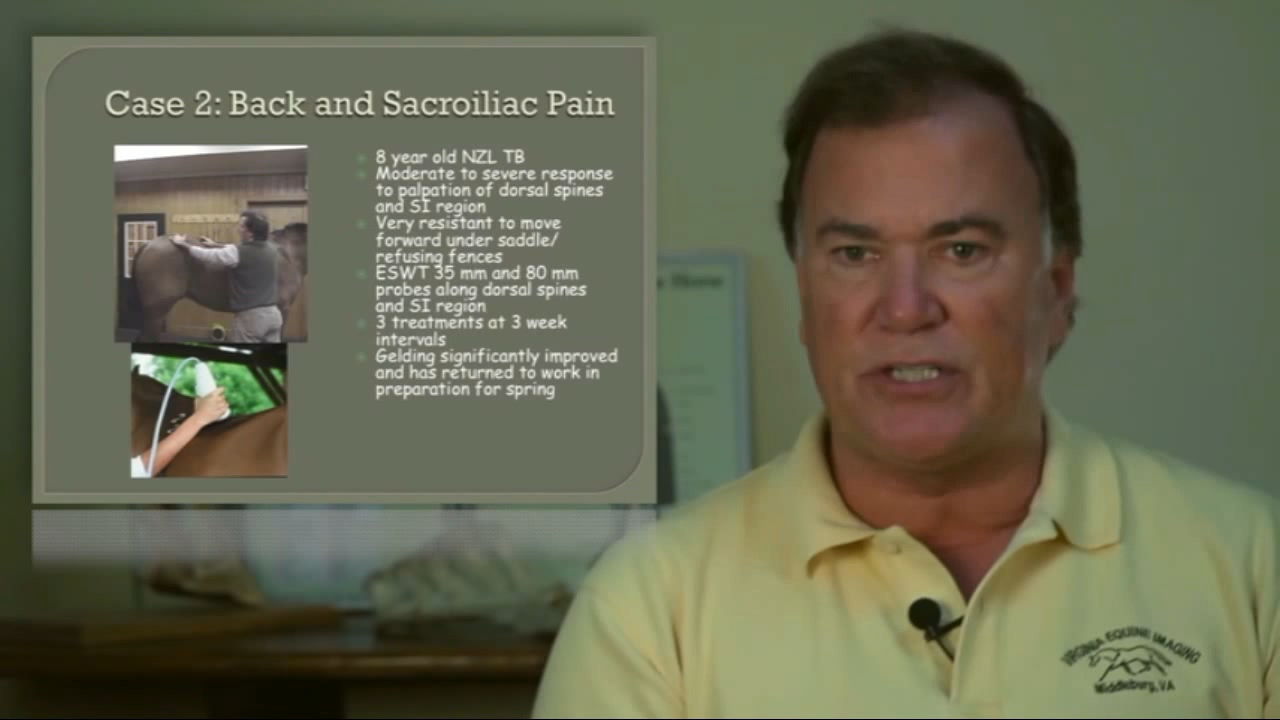 Case 2: Back and Sacroiliac Pain
8 year old NZL TB
Moderate to severe response
to palpation of dorsal spines
and SI region
Very resistant to move
forward under saddle/
refusing fences
ESWT 35 mm and 80 mm
probes along dorsal spines
and SI region
3 treatments at 3 week
intervals
Gelding significantly improved
and has returned to work in
preparation for spring
VIRGINIA EQUINE IMAGING
Middleburg, VA